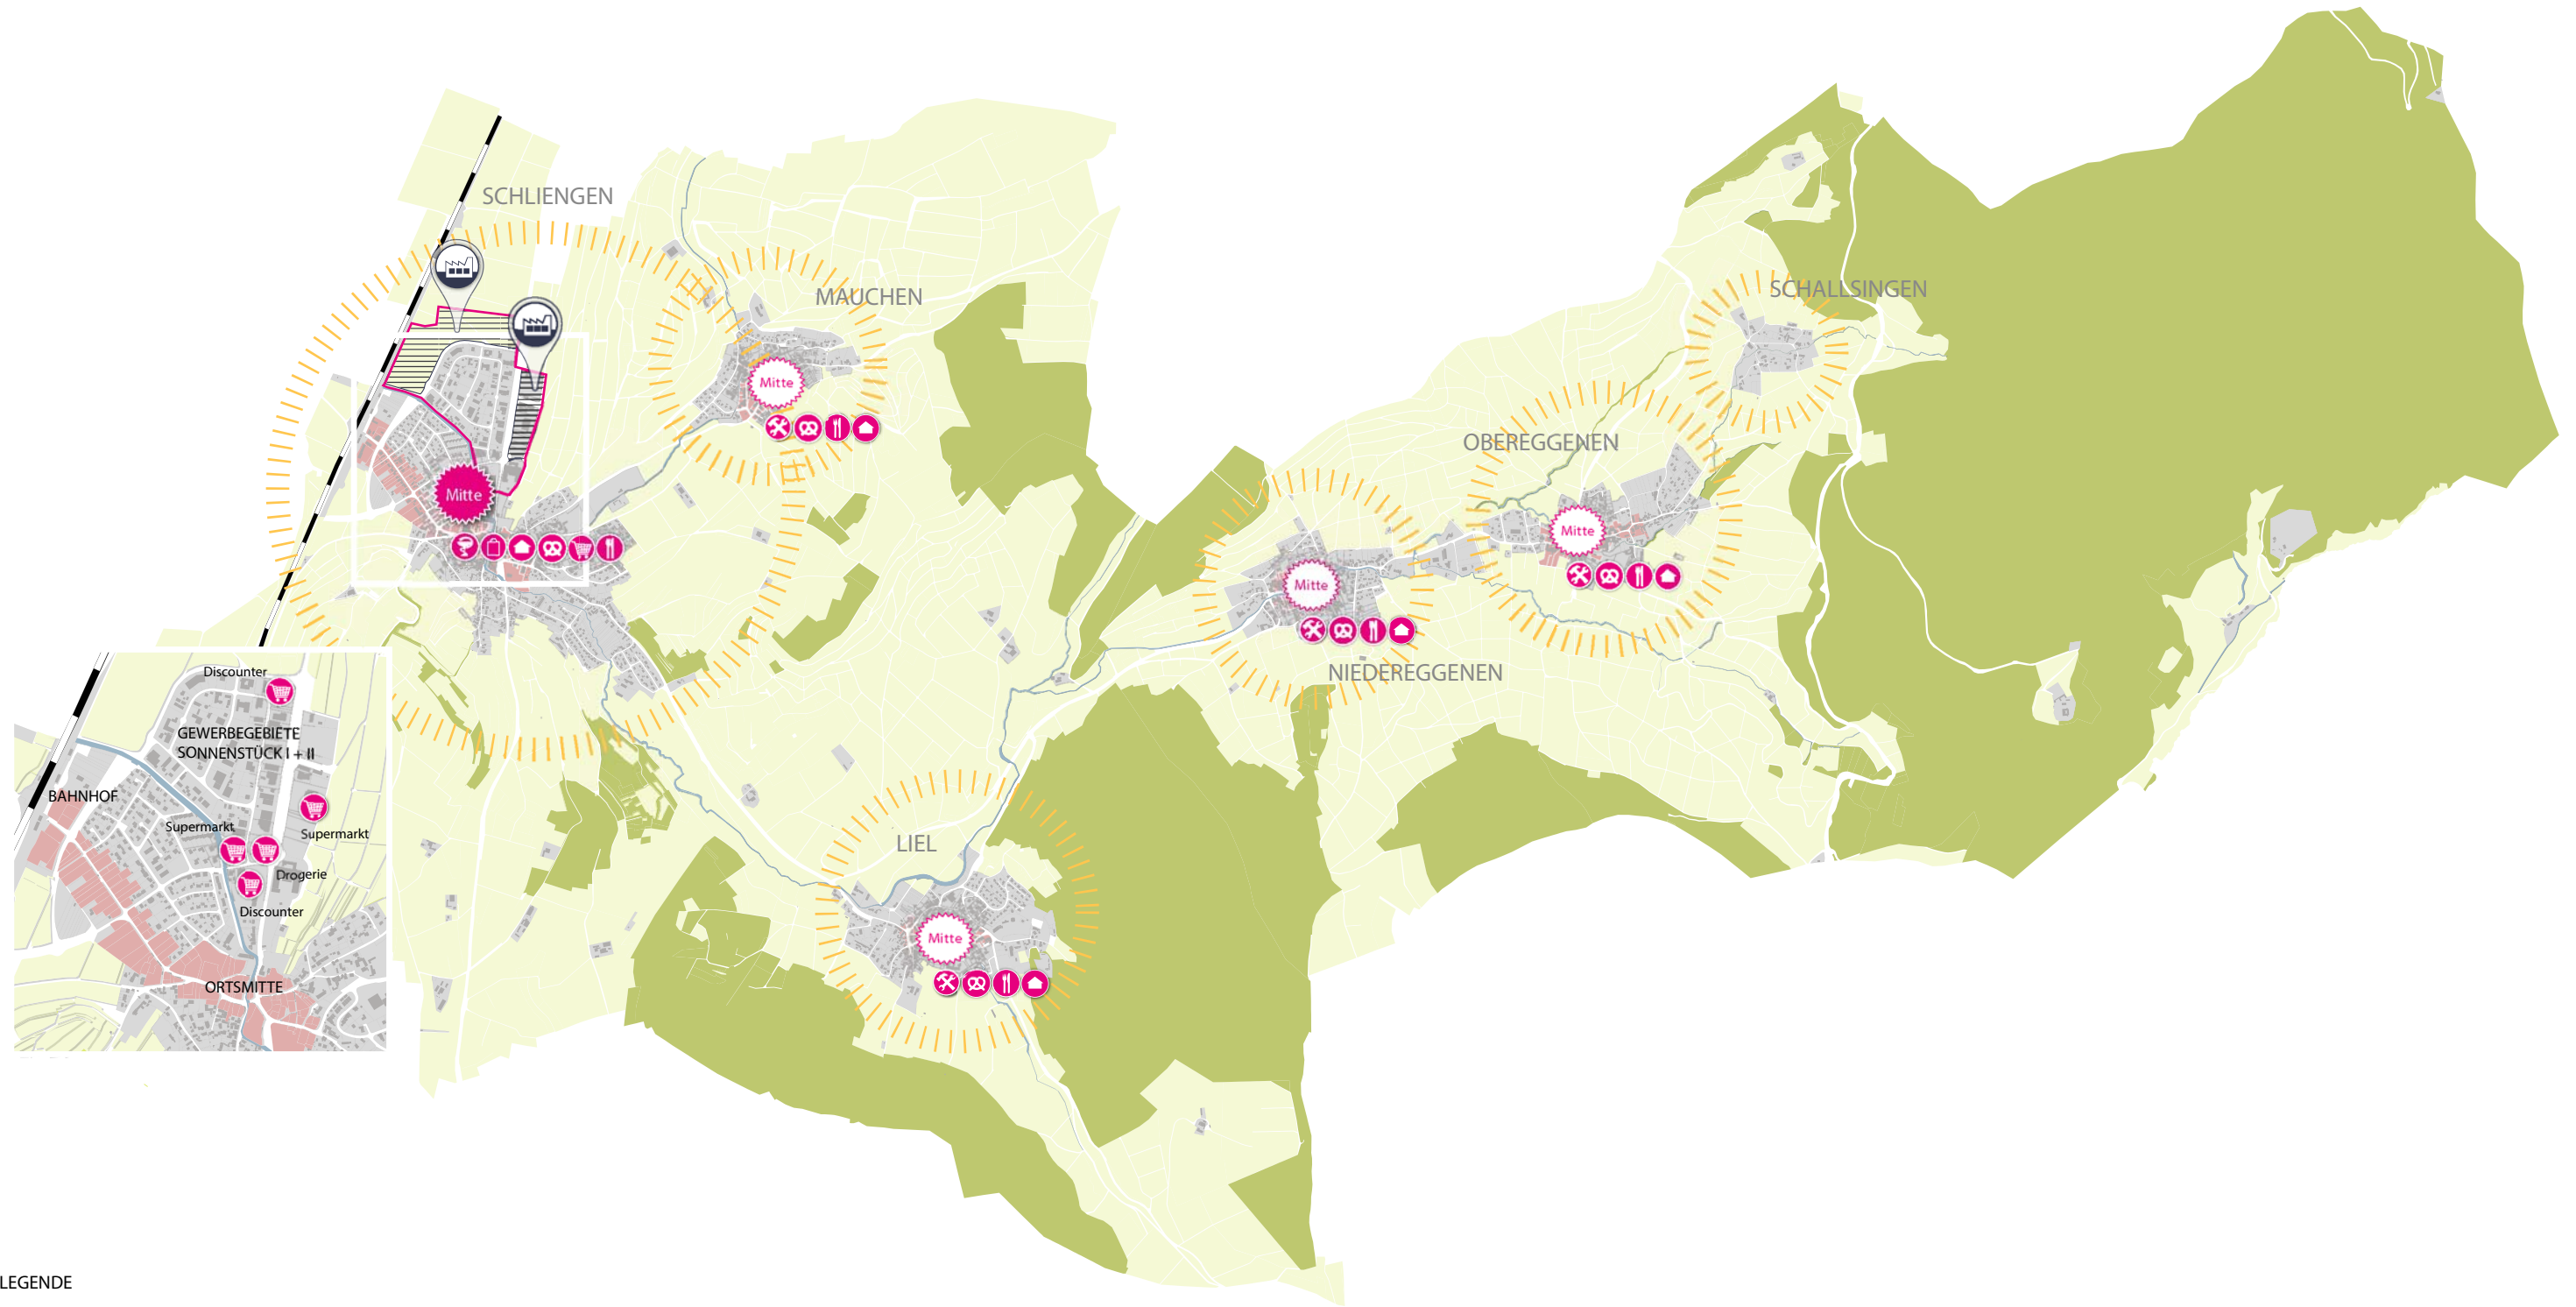 SCHLIENGEN
MAUCHEN
SCHALLSINGEN
Mitte
OBEREGGENEN
Mitte
Mitte
Mitte
NIEDEREGGENEN
Discounter
GEWERBEGEBIETE
SONNENSTÜCK I + II
BAHNHOF
Supermarkt
Supermarkt
Drogerie
Discounter
ORTSMITTE
LIEL
Mitte
LEGENDE